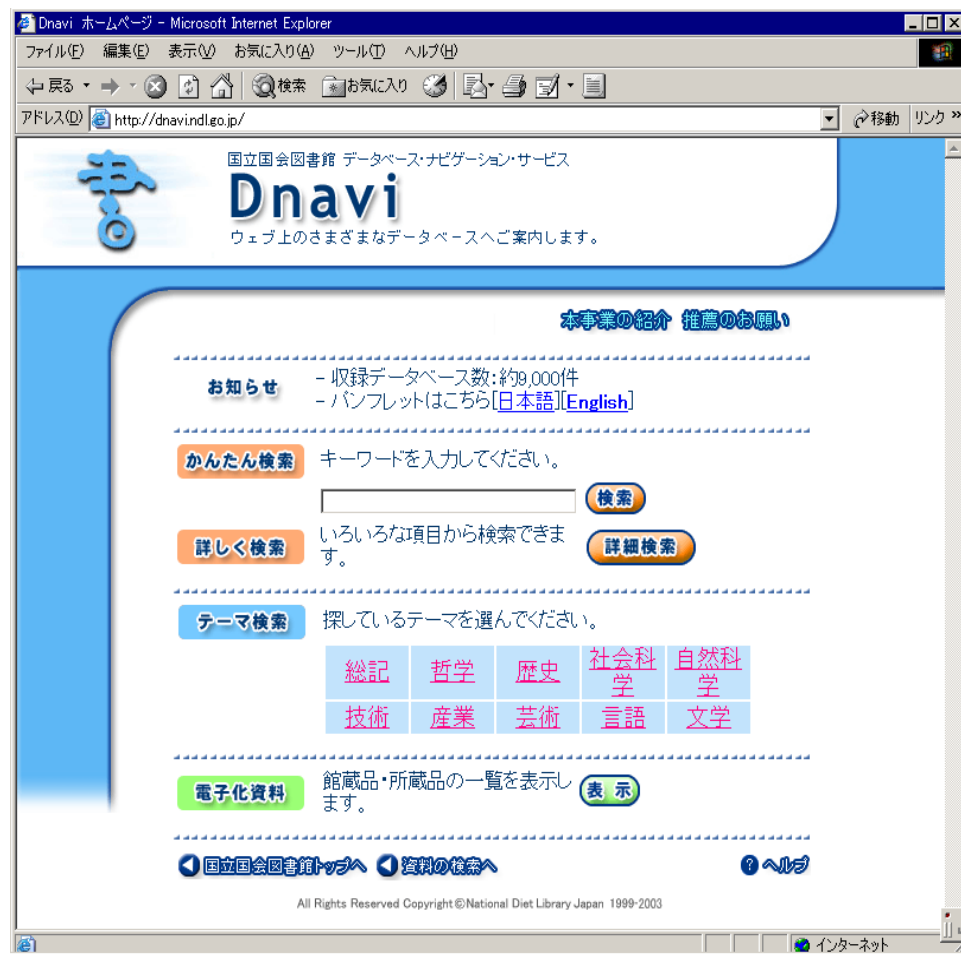 Dnavi ホームページ - Microsoft Internet Explorer
ファイル(F) 編集(E) 表示(V) お気に入り(A) ツール(T) ヘルプ(H)
戻る 検索 お気に入り
アドレス(D) http://dnavi.ndl.go.jp/ 移動 リンク »
国立国会図書館 データベース・ナビゲーション・サービス
Dnavi
ウェブ上のさまざまなデータベースへご案内します。
本事業の紹介 推薦のお願い
お知らせ - 収録データベース数:約9,000件
- パンフレットはこちら[日本語][English]
かんたん検索 キーワードを入力してください。
検索
詳しく検索 いろいろな項目から検索できま
す。
詳細検索
テーマ検索 探しているテーマを選んでください。
総記 哲学 歴史 社会科
学 自然科
学
技術 産業 芸術 言語 文学
電子化資料 館蔵品・所蔵品の一覧を表示し
ます。
表示
国立国会図書館トップへ 資料の検索へ ヘルプ
All Rights Reserved Copyright©National Diet Library Japan 1999-2003
インターネット